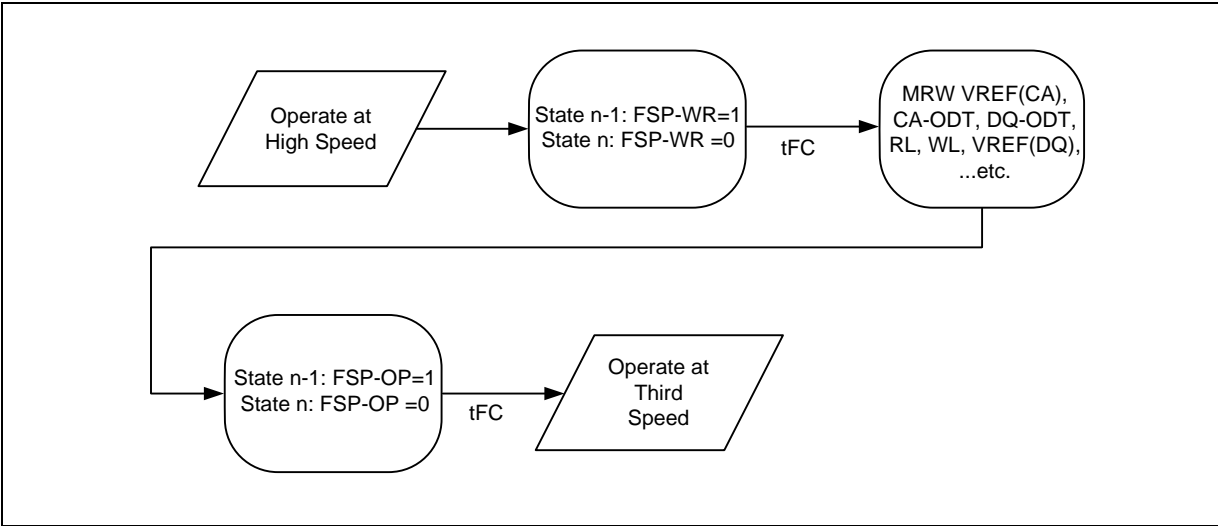 Operate at
High Speed
State n-1: FSP-WR=1
State n: FSP-WR =0
tFC
MRW VREF(CA),
CA-ODT, DQ-ODT,
RL, WL, VREF(DQ),
...etc.
State n-1: FSP-OP=1
State n: FSP-OP =0
tFC
Operate at
Third
Speed